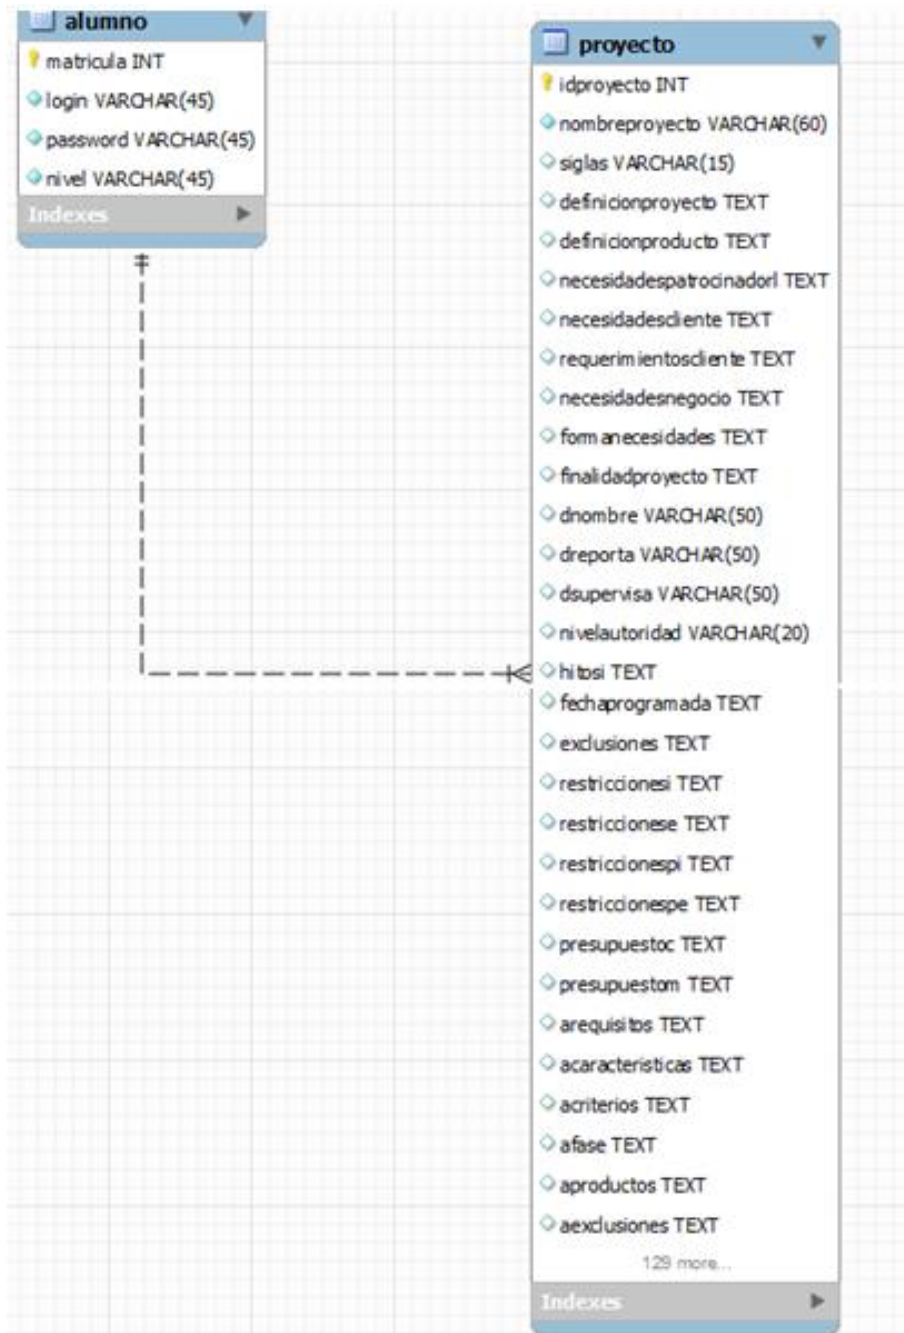 alumno
matricula INT
login VARCHAR(45)
password VARCHAR(45)
nivel VARCHAR(45)
Indexes
proyecto
idproyecto INT
nombreproyecto VARCHAR(60)
siglas VARCHAR(15)
definicionproyecto TEXT
definicionproducto TEXT
necesidadespatrocinadorl TEXT
necesidadescliente TEXT
requerimientoscliente TEXT
necesidadesnegocio TEXT
formanecesidades TEXT
finalidadproyecto TEXT
dnombre VARCHAR(50)
dreporta VARCHAR(50)
dsupervisa VARCHAR(50)
nivelautoridad VARCHAR(20)
hitosi TEXT
fechaprogramada TEXT
exclusiones TEXT
restriccionesi TEXT
restriccionese TEXT
restriccionespi TEXT
restriccionespe TEXT
presupuestoc TEXT
presupuestom TEXT
arequisitos TEXT
acaracteristicas TEXT
acriterios TEXT
afase TEXT
aproductos TEXT
aexclusiones TEXT
129 more...
Indexes